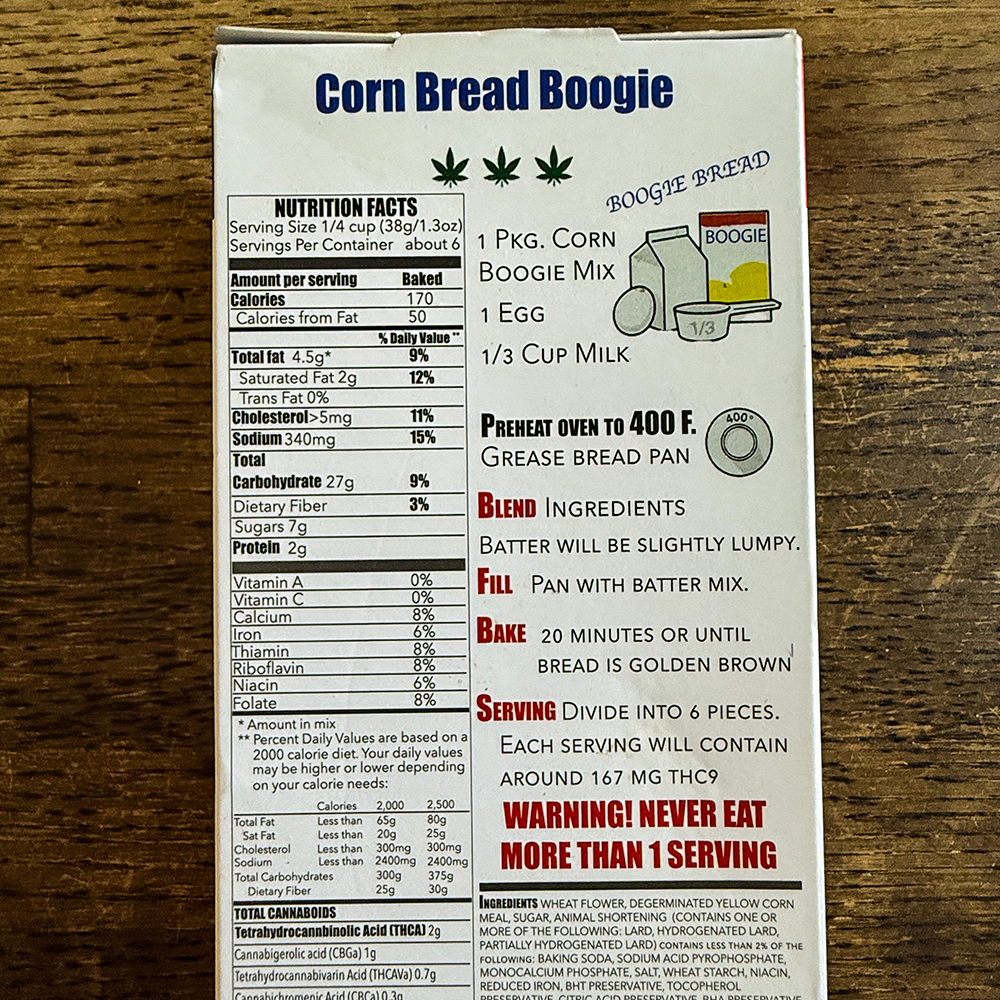 Corn Bread Boogie
BOOGIE BREAD
NUTRITION FACTS
Serving Size 1/4 cup (38g/1.3oz)
Servings Per Container about 6
Amount per serving Baked
Calories 170
Calories from Fat 50
% Daily Value **
Total fat 4.5g* 9%
Saturated Fat 2g 12%
Trans Fat 0%
Cholesterol>5mg 11%
Sodium 340mg 15%
Total
Carbohydrate 27g 9%
Dietary Fiber 3%
Sugars 7g
Protein 2g
Vitamin A 0%
Vitamin C 0%
Calcium 8%
Iron 6%
Thiamin 8%
Riboflavin 8%
Niacin 6%
Folate 8%
* Amount in mix
** Percent Daily Values are based on a
2000 calorie diet. Your daily values
may be higher or lower depending
on your calorie needs:
Calories 2,000 2,500
Total Fat Less than 65g 80g
Sat Fat Less than 20g 25g
Cholesterol Less than 300mg 300mg
Sodium - Less than 2400mg 2400mg
Total Carbohydrates 300g 375g
Dietary Fiber 25g 30g
TOTAL CANNABOIDS
Tetrahydrocannbinolic Acid (THCA) 2g
Cannabigerolic acid (CBGa) 1g
Tetrahydrocannabivarin Acid (THCAVa) 0.7g
Cannabichromenic Acid (CBCa) 0.3g
1 PKG. CORN
BOOGIE MIX
1 EGG
1/3 CUP MILK
BOOGIE
1/3
PREHEAT OVEN TO 400 F.
GREASE BREAD PAN
400°
BLEND INGREDIENTS
BATTER WILL BE SLIGHTLY LUMPY.
FILL PAN WITH BATTER MIX.
BAKE 20 MINUTES OR UNTIL
BREAD IS GOLDEN BROWN
SERVING DIVIDE INTO 6 PIECES.
EACH SERVING WILL CONTAIN
AROUND 167 MG THC9
WARNING! NEVER EAT
MORE THAN 1 SERVING
INGREDIENTS WHEAT FLOWER, DEGERMINATED YELLOW CORN
MEAL, SUGAR, ANIMAL SHORTENING (CONTAINS ONE OR
MORE OF THE FOLLOWING: LARD, HYDROGENATED LARD,
PARTIALLY HYDROGENATED LARD) CONTAINS LESS THAN 2% OF THE
FOLLOWING: BAKING SODA, SODIUM ACID PYROPHOSPHATE,
MONOCALCIUM PHOSPHATE, SALT, WHEAT STARCH, NIACIN,
REDUCED IRON, BHT PRESERVATIVE, TOCOPHEROL
PRESERVATIVE, CITRIC ACID PRESERVATIVE, BHA PRESERVATIVE